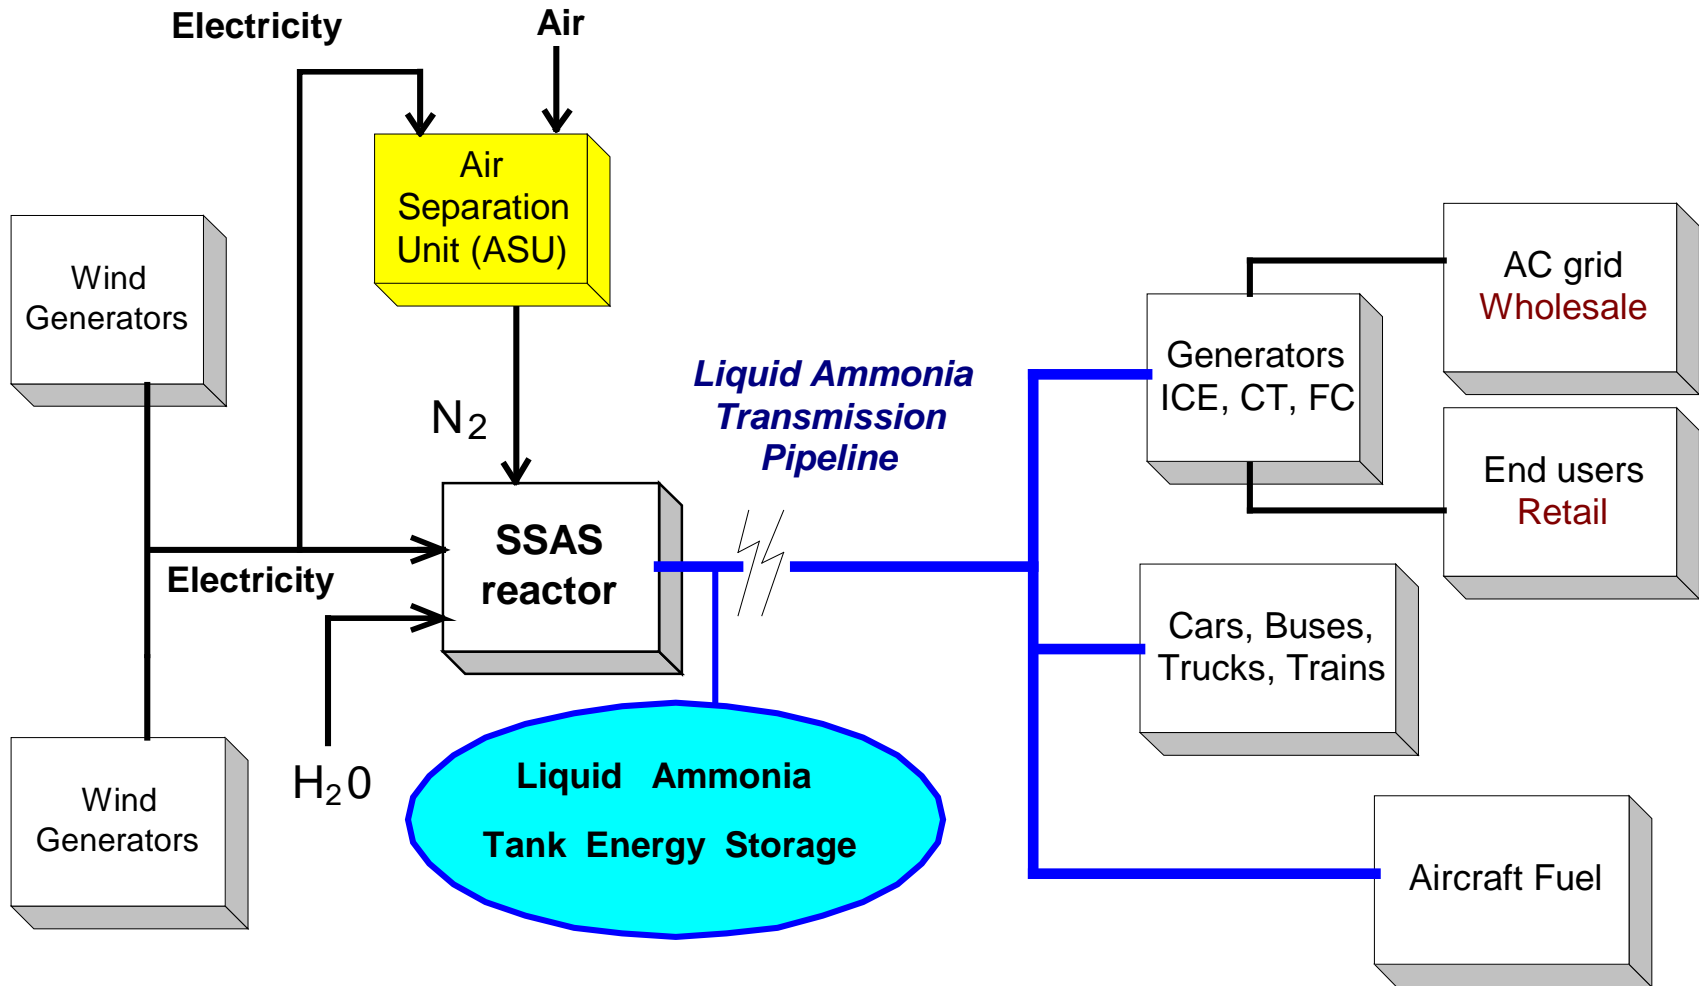 Electricity
Air
Air
Separation
Unit (ASU)
Wind
Generators
N2
Liquid Ammonia
Transmission
Pipeline
AC grid
Wholesale
Generators
ICE, CT, FC
End users
Retail
SSAS
reactor
Electricity
Cars, Buses,
Trucks, Trains
H20
Liquid Ammonia
Tank Energy Storage
Wind
Generators
Aircraft Fuel